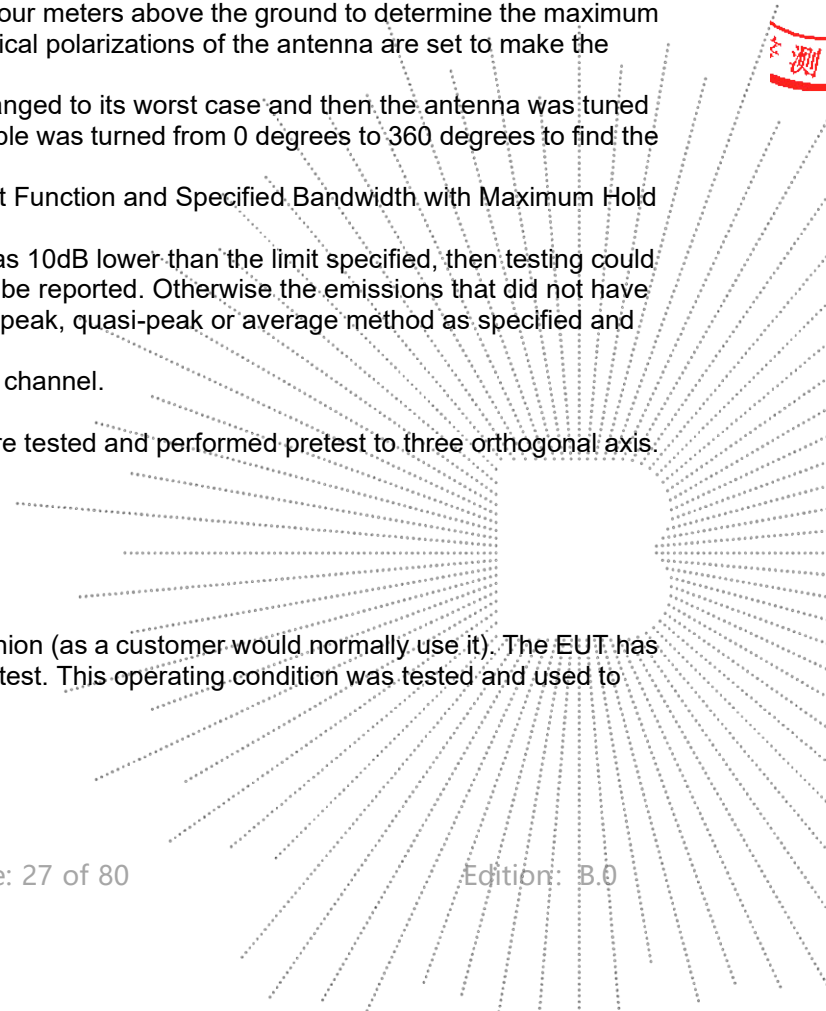 our meters above the ground to determine the maximum
ical polarizations of the antenna are set to make the
anged to its worst case and then the antenna was tuned
ble was turned from 0 degrees to 360 degrees to find the
t Function and Specified Bandwidth with Maximum Hold
as 10dB lower than the limit specified, then testing could
be reported. Otherwise the emissions that did not have
peak, quasi-peak or average method as specified and
channel.
re tested and performed pretest to three orthogonal axis.
nion (as a customer would normally use it). The EUT has
test. This operating condition was tested and used to
e: 27 of 80 Edition: B.0
测